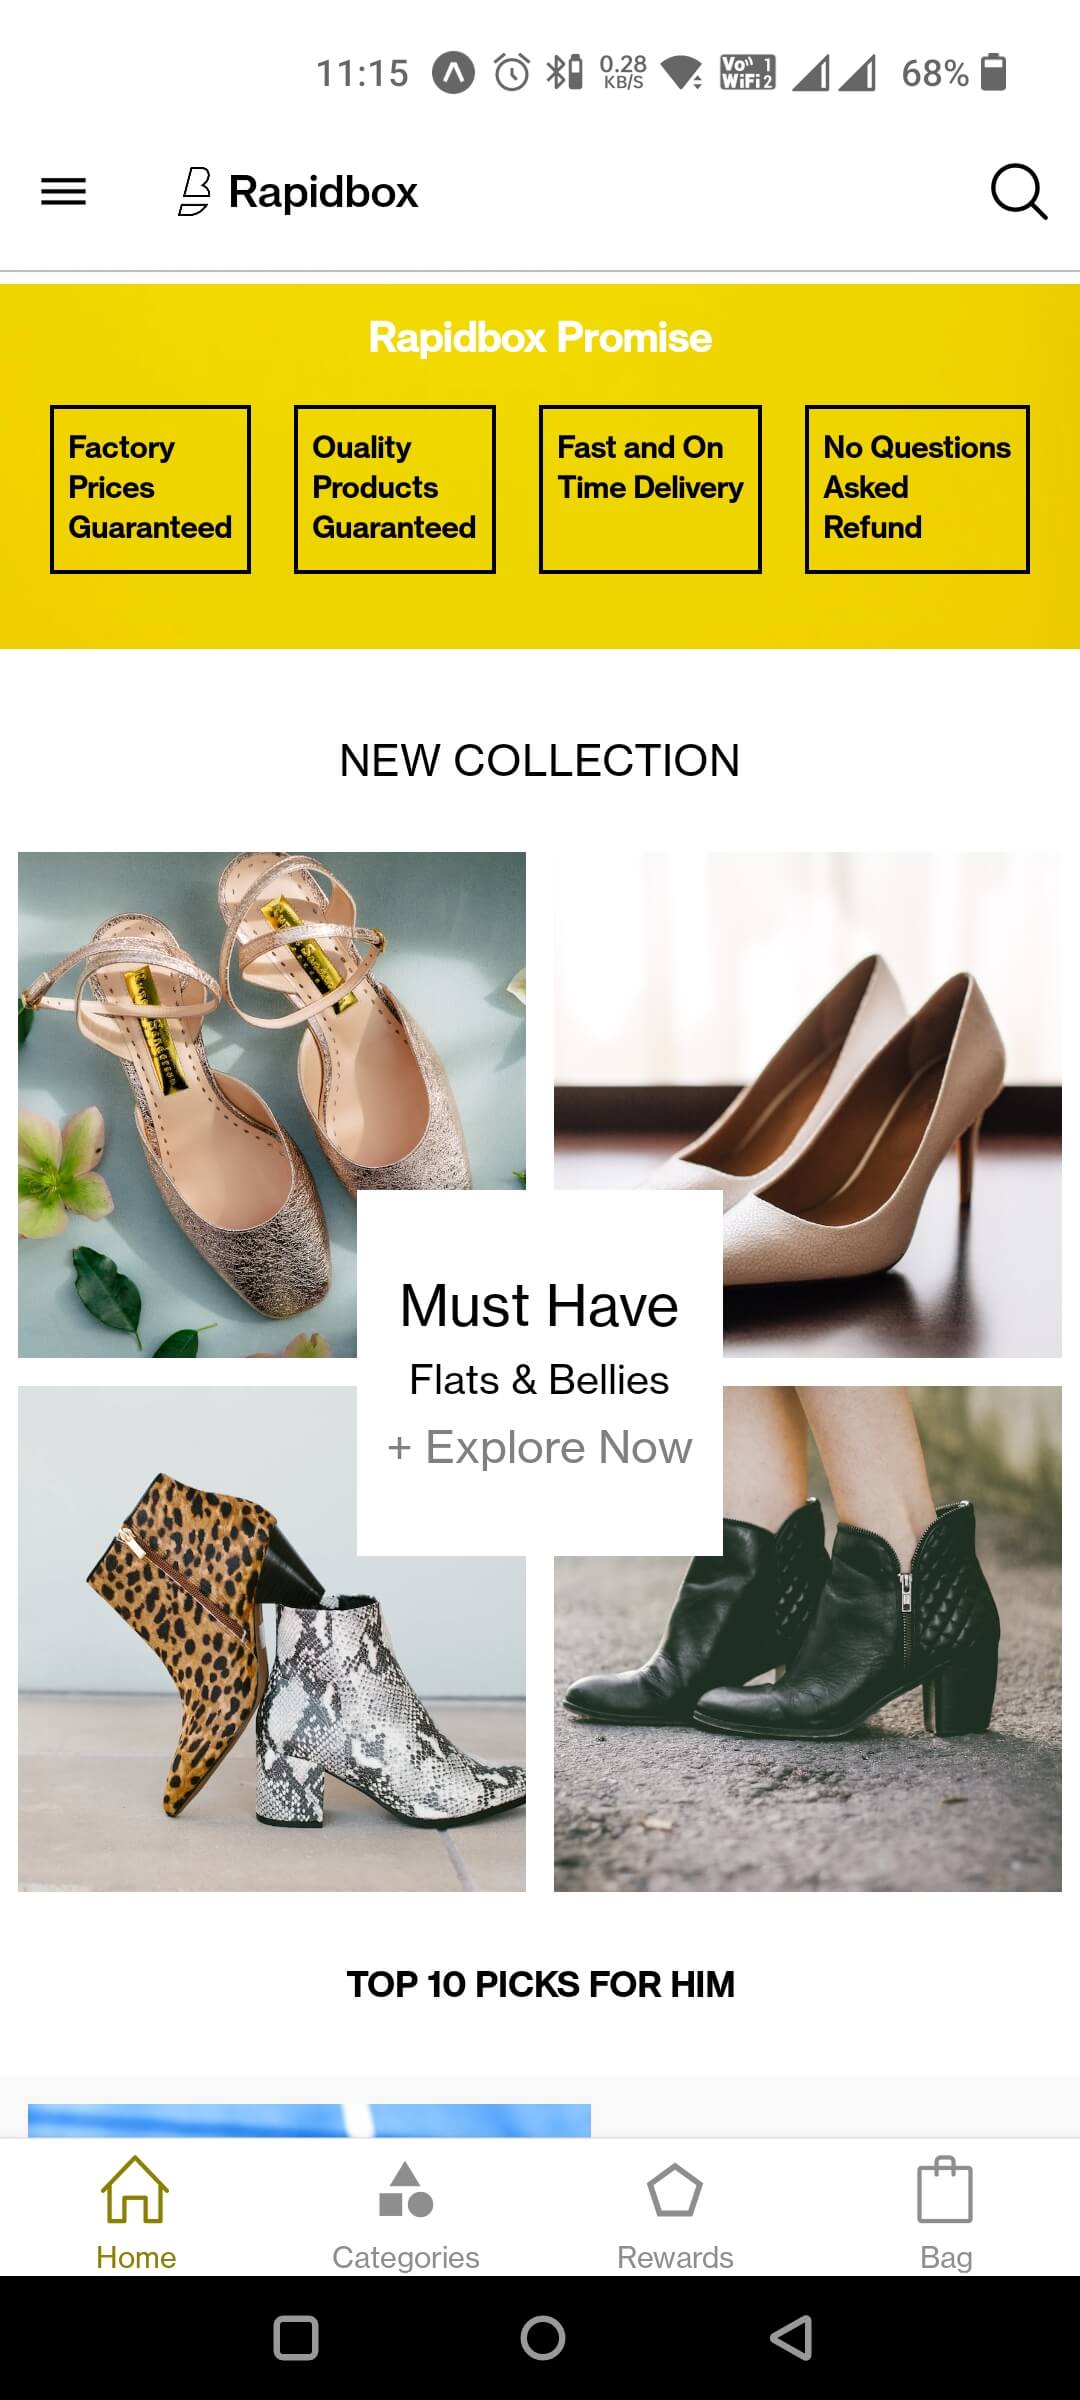 11:15
0.28
KB/S
Vo 1
WiFi 2
68%
Rapidbox
Rapidbox Promise
Factory
Prices
Guaranteed
Ouality
Products
Guaranteed
Fast and On
Time Delivery
No Questions
Asked
Refund
NEW COLLECTION
Must Have
Flats & Bellies
+ Explore Now
TOP 10 PICKS FOR HIM
Home
Categories
Rewards
Bag